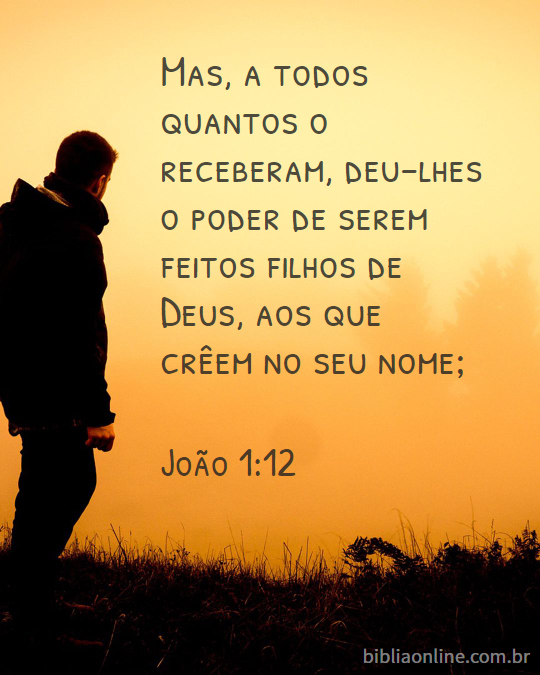 Mas, a todos
quantos o
receberam, deu-lhes
o poder de serem
feitos filhos de
Deus, aos que
crêem no seu nome;
João 1:12
bibliaonline.com.br